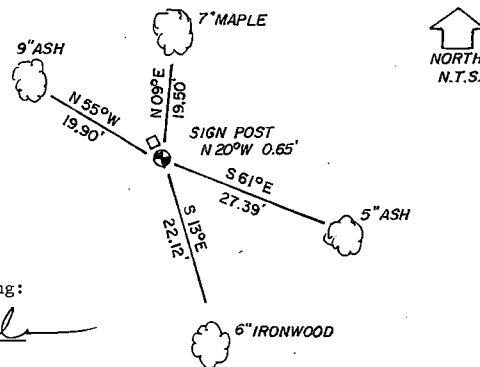 7" MAPLE
NORTH
N.T.S.
9" ASH
N 55° W
19.90'
N 09° E
19.50'
SIGN POST
N 20° W 0.65'
S 61° E
27.39'
5" ASH
S 13° E
22.12'
ng:
6" IRONWOOD